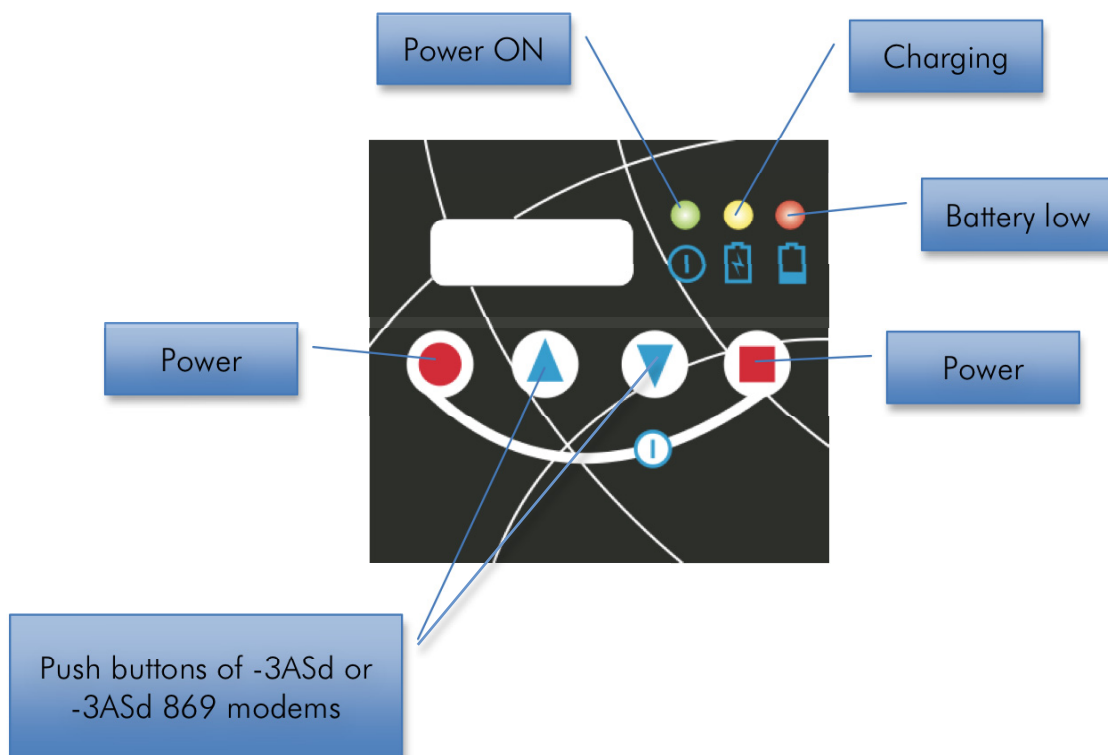 Power ON
Charging
Battery low
Power
Power
Push buttons of -3ASd or
-3ASd 869 modems